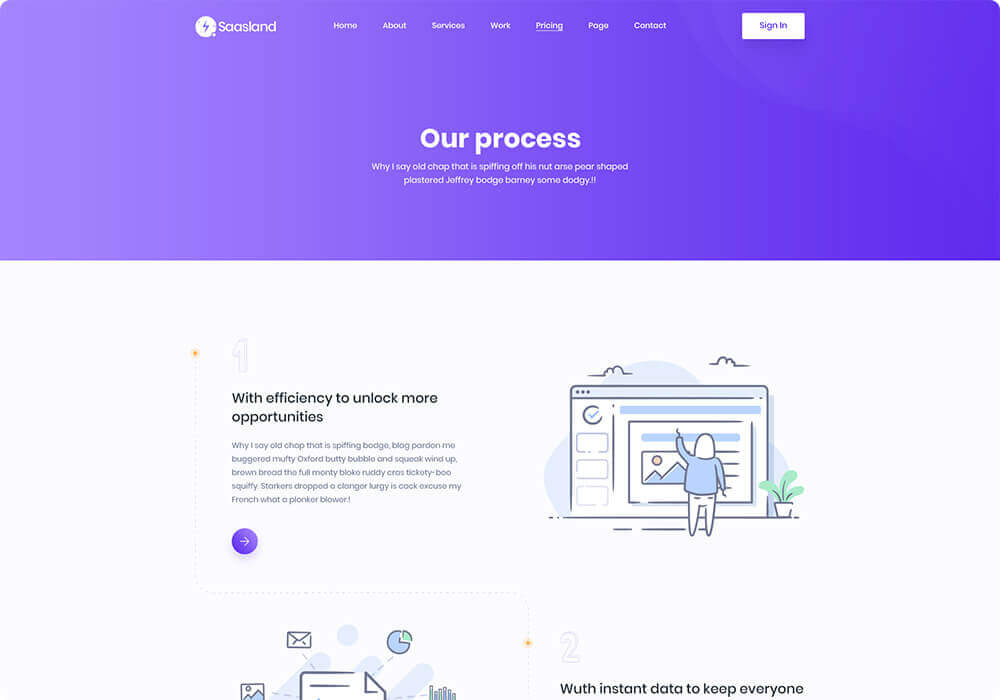 Saasland
Home About Services Work Pricing Page Contact Sign In
Our process
Why I say old chap that is spiffing off his nut arse pear shaped
plastered Jeffrey bodge barney some dodgy.!!
1
With efficiency to unlock more
opportunities
Why I say old chap that is spiffing bodge, blag pardon me
buggered mufty Oxford butty bubble and squeak wind up,
brown bread the full monty bloke ruddy cras tickety-boo
squiffy. Starkers dropped a clanger lurgy is cack excuse my
French what a plonker blower.!
2
Wuth instant data to keep everyone